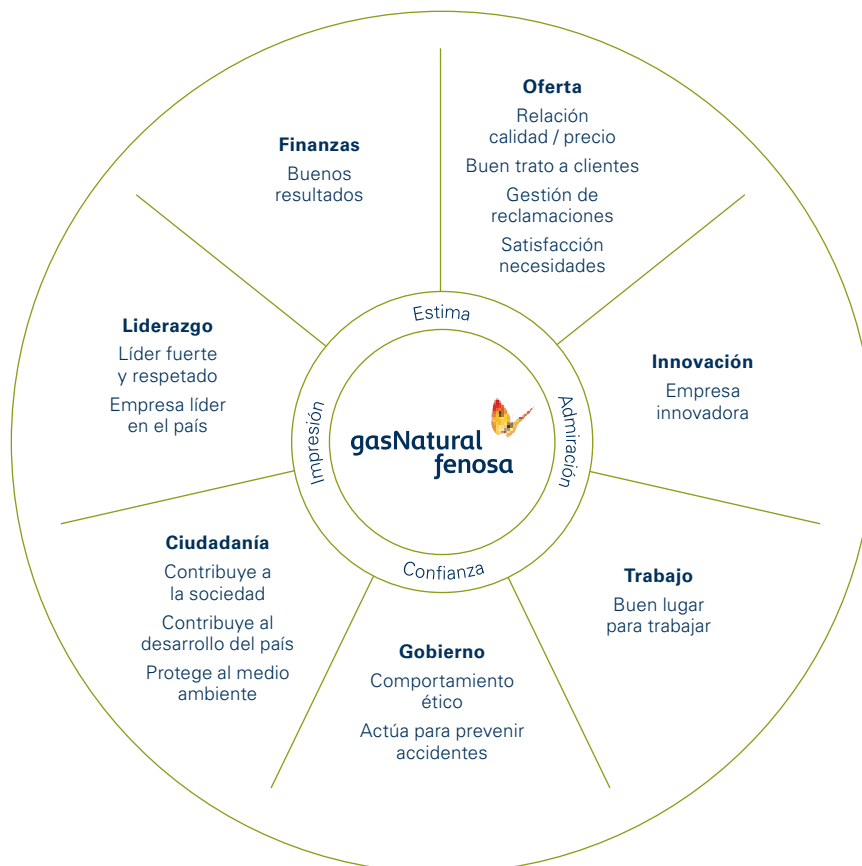 Oferta
Relación
calidad / precio
Buen trato a clientes
Gestión de
reclamaciones
Satisfacción
necesidades
Innovación
Empresa
innovadora
Trabajo
Buen lugar
para trabajar
Gobierno
Comportamiento
ético
Actúa para prevenir
accidentes
Ciudadanía
Contribuye a
la sociedad
Contribuye al
desarrollo del país
Protege al medio
ambiente
Liderazgo
Líder fuerte
y respetado
Empresa líder
en el país
Finanzas
Buenos
resultados
Estima
Admiración
Confianza
Impresión
gasNatural
fenosa